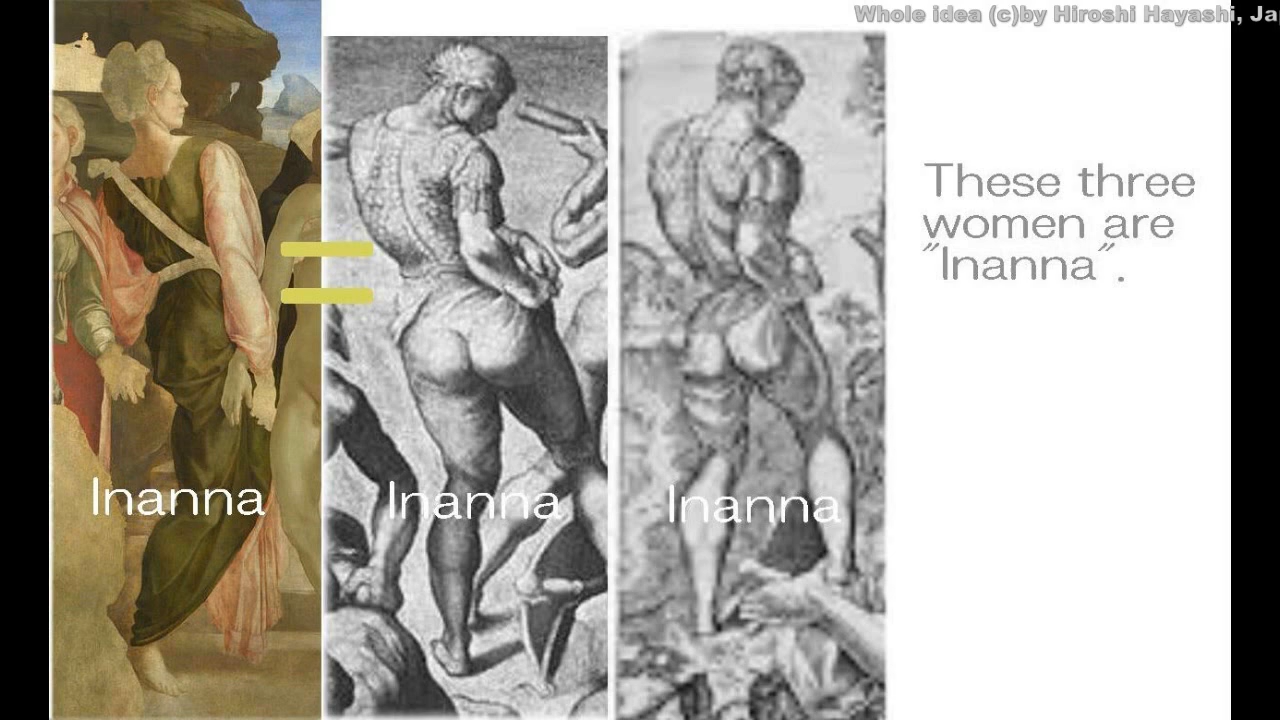 Whole idea (c)by Hiroshi Hayashi, Ja
These three
women are
"Inanna".
Inanna
Inanna
Inanna